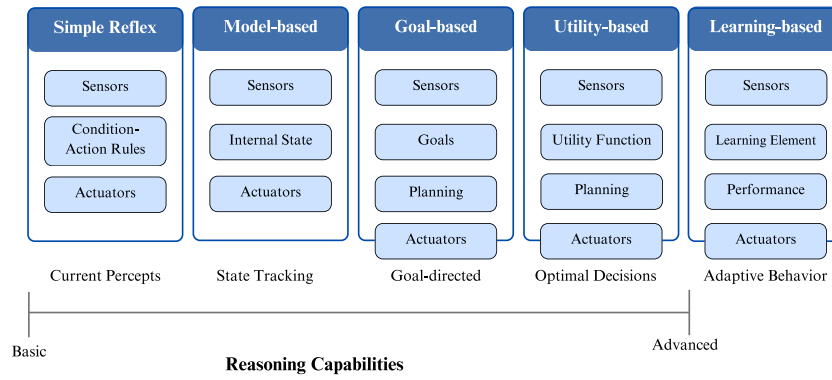 Simple Reflex
Model-based
Goal-based
Utility-based
Learning-based
Sensors
Sensors
Sensors
Sensors
Sensors
Condition-
Action Rules
Internal State
Goals
Utility Function
Learning Element
Actuators
Actuators
Planning
Planning
Performance
Actuators
Actuators
Actuators
Current Percepts
State Tracking
Goal-directed
Optimal Decisions
Adaptive Behavior
Basic
Advanced
Reasoning Capabilities